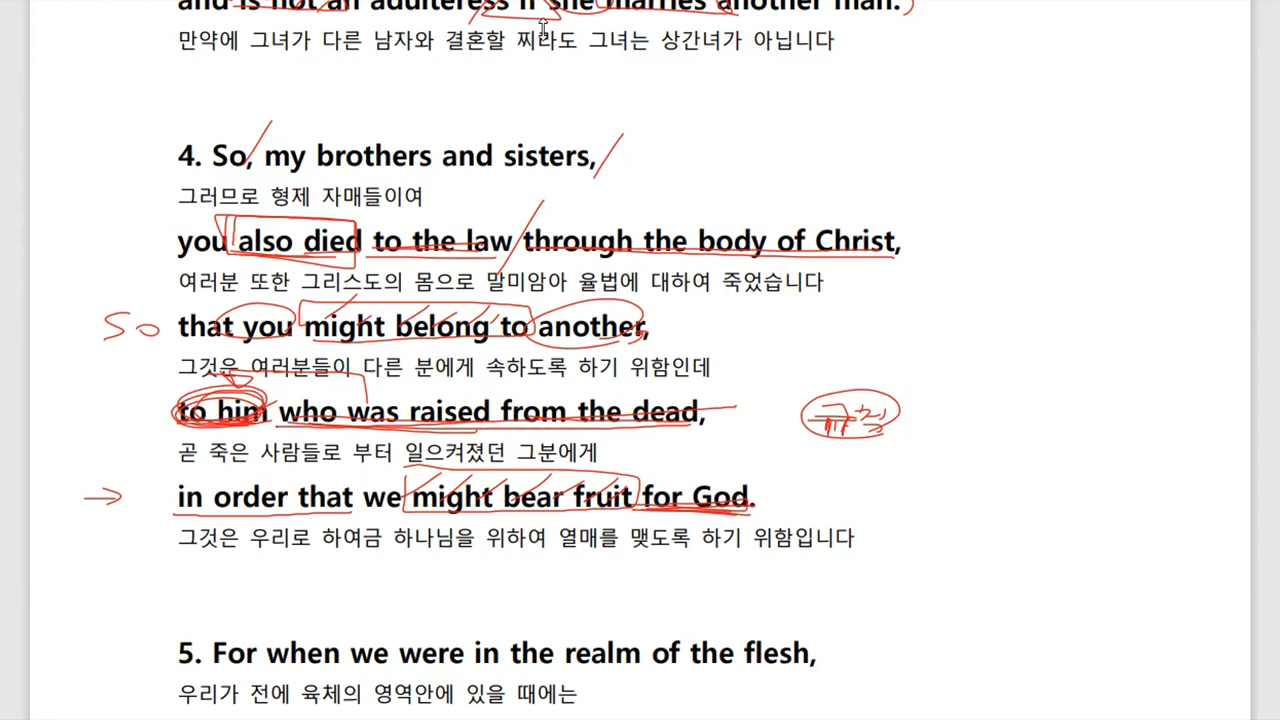 and is not an adulteress if she marries another man.)
만약에 그녀가 다른 남자와 결혼할 찌라도 그녀는 상간녀가 아닙니다
4. So, my brothers and sisters,
그러므로 형제 자매들이여
you also died to the law through the body of Christ,
여러분 또한 그리스도의 몸으로 말미암아 율법에 대하여 죽었습니다
so that you might belong to another,
그것은 여러분들이 다른 분에게 속하도록 하기 위함인데
to him who was raised from the dead,
곧 죽은 사람들로 부터 일으켜졌던 그분에게
in order that we might bear fruit for God.
그것은 우리로 하여금 하나님을 위하여 열매를 맺도록 하기 위함입니다
5. For when we were in the realm of the flesh,
우리가 전에 육체의 영역안에 있을 때에는